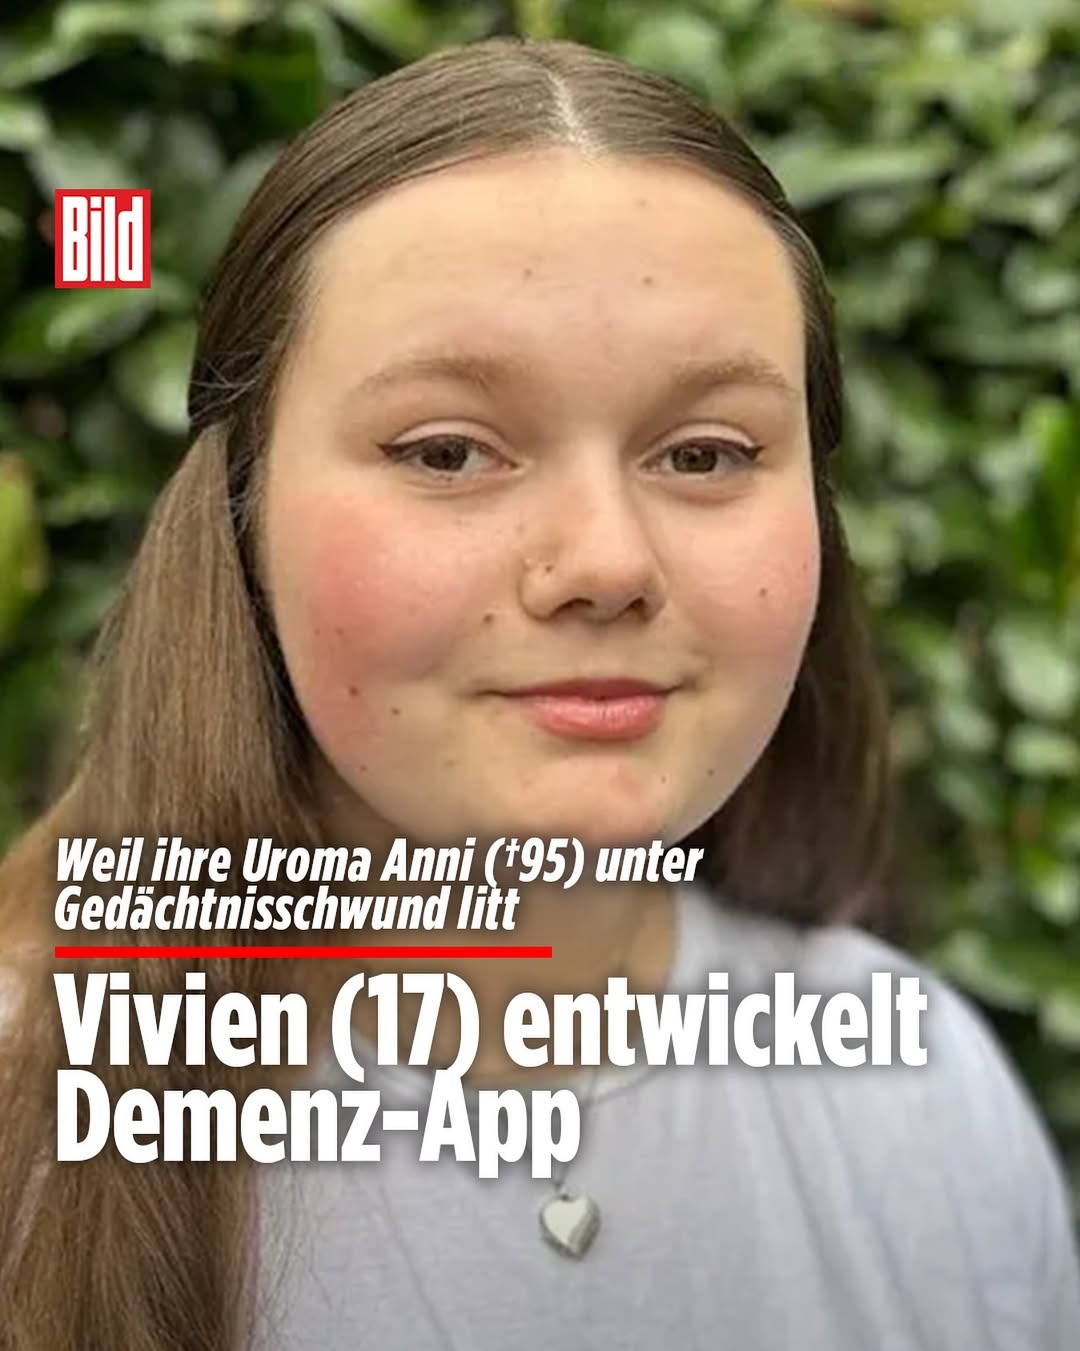 Bild
Weil ihre Uroma Anni (†95) unter
Gedächtnisschwund litt
Vivien (17) entwickelt
Demenz-App